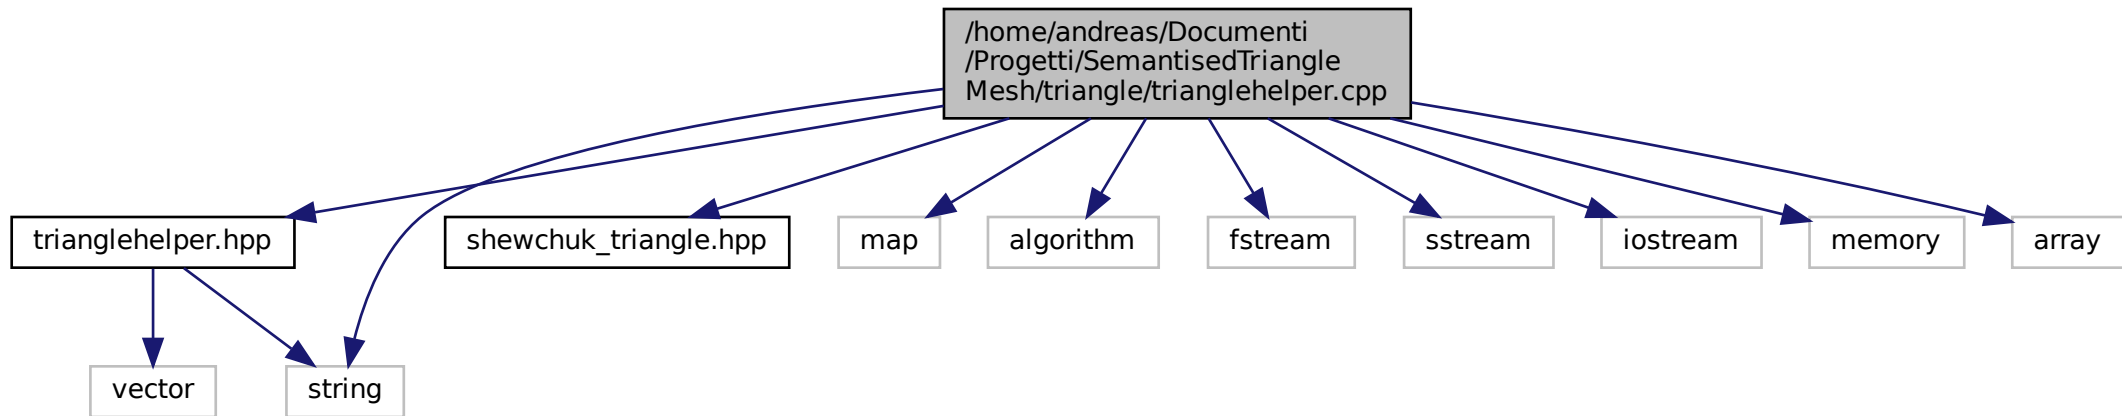 /home/andreas/Documenti
/Progetti/SemantisedTriangle
Mesh/triangle/trianglehelper.cpp
trianglehelper.hpp
shewchuk_triangle.hpp
map
algorithm
fstream
sstream
iostream
memory
array
vector
string